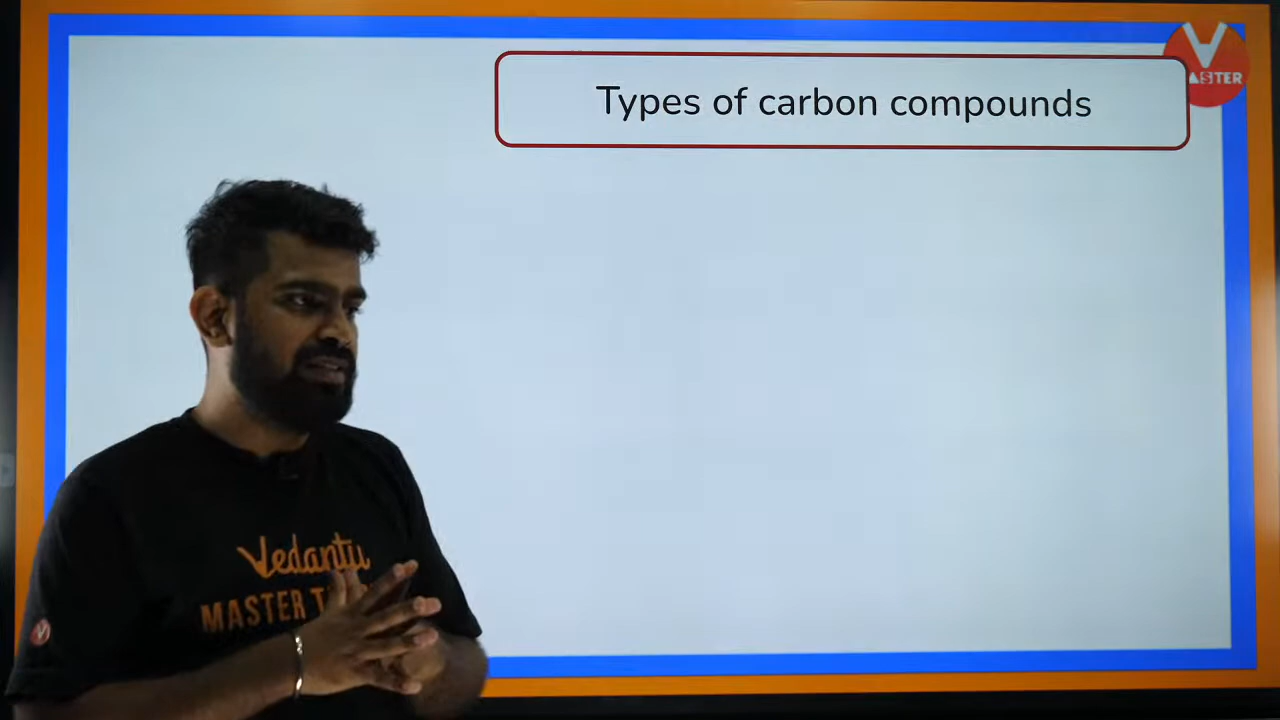 Types of carbon compounds
V
MASTER
Vedantu
MASTER T
V